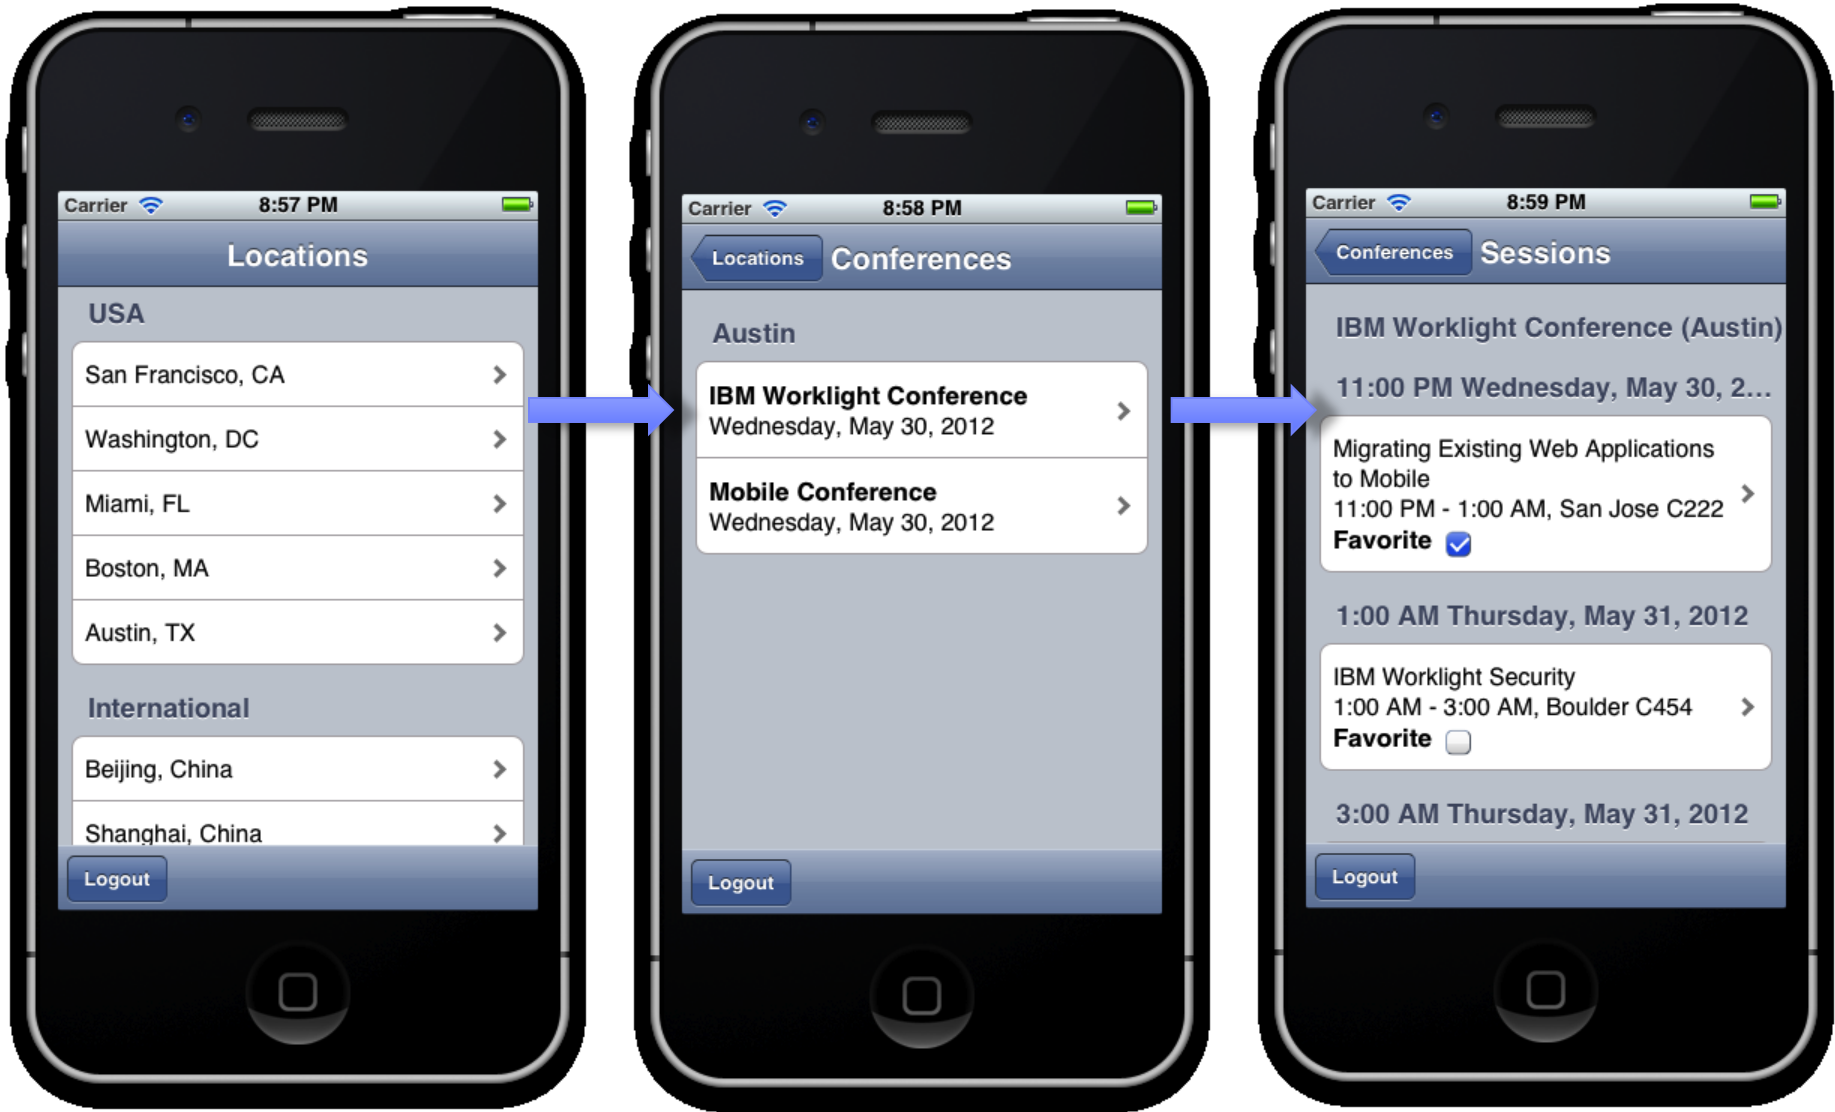 Carrier 8:57 PM
Locations
USA
San Francisco, CA
Washington, DC
Miami, FL
Boston, MA
Austin, TX
International
Beijing, China
Shanghai, China
Logout
Carrier 8:58 PM
Locations Conferences
Austin
IBM Worklight Conference
Wednesday, May 30, 2012
Mobile Conference
Wednesday, May 30, 2012
Logout
Carrier 8:59 PM
Conferences Sessions
IBM Worklight Conference (Austin)
11:00 PM Wednesday, May 30, 2...
Migrating Existing Web Applications
to Mobile
11:00 PM - 1:00 AM, San Jose C222
Favorite
1:00 AM Thursday, May 31, 2012
IBM Worklight Security
1:00 AM - 3:00 AM, Boulder C454
Favorite
3:00 AM Thursday, May 31, 2012
Logout